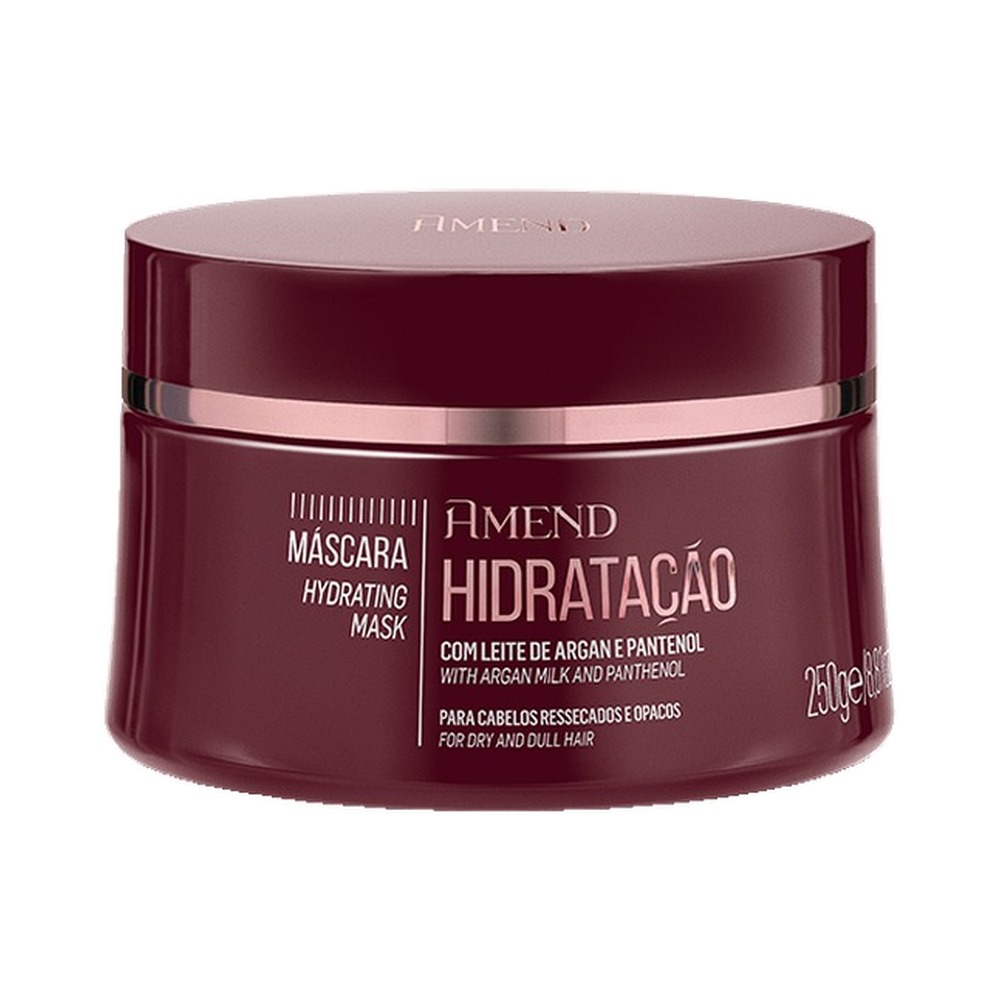 AMEND
MÁSCARA
HYDRATING
MASK
AMEND
HIDRATAÇÃO
COM LEITE DE ARGAN E PANTENOL
WITH ARGAN MILK AND PANTHENOL
PARA CABELOS RESSECADOS E OPACOS
FOR DRY AND DULL HAIR
250g